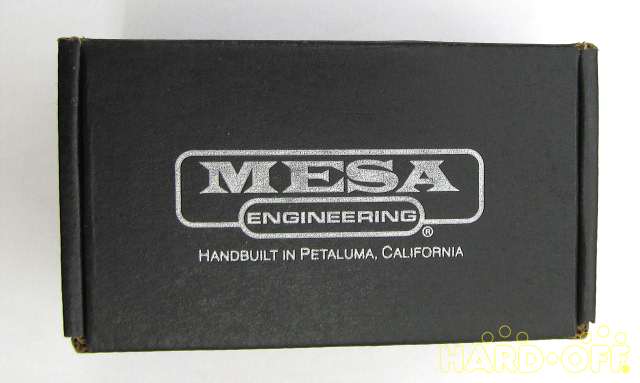 MESA
ENGINEERING®
HANDBUILT IN PETALUMA, CALIFORNIA
HARD·OFF